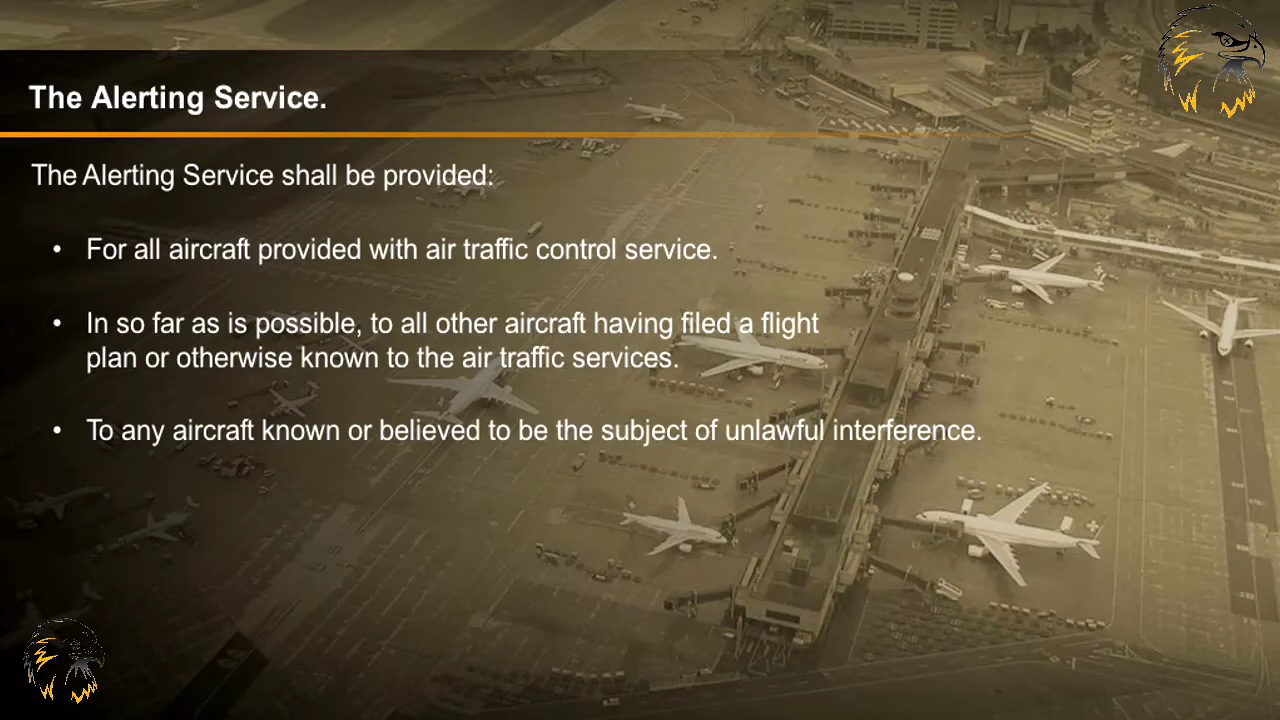 The Alerting Service.
The Alerting Service shall be provided:
• For all aircraft provided with air traffic control service.
• In so far as is possible, to all other aircraft having filed a flight
plan or otherwise known to the air traffic services.
• To any aircraft known or believed to be the subject of unlawful interference.